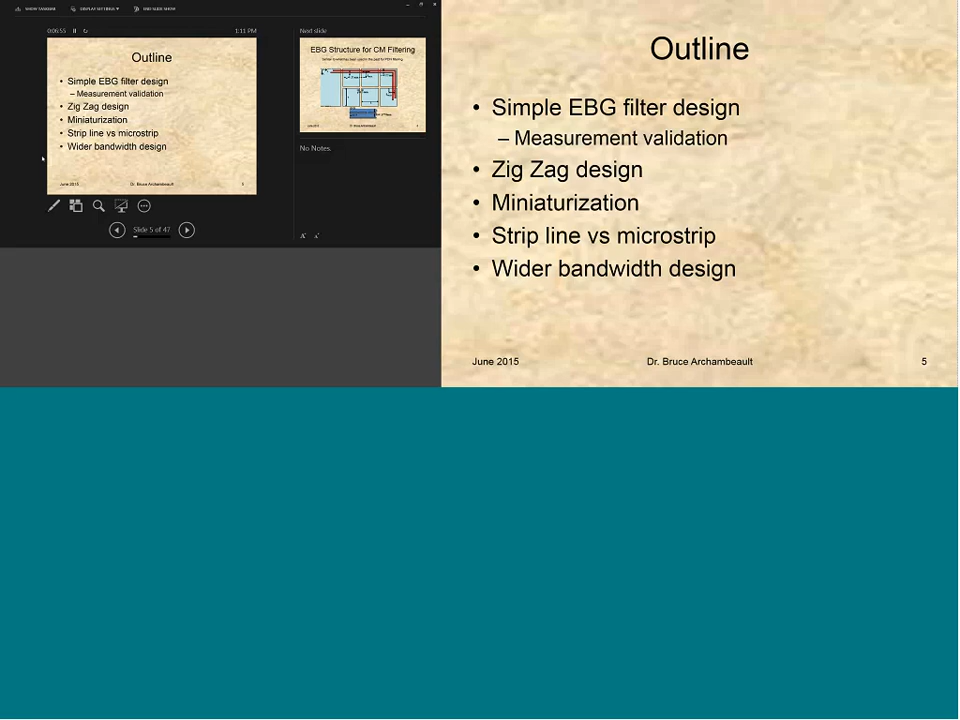 SHOW TASKBAR
DISPLAY SETTINGS
END SLIDE SHOW
0:06:55
1:11 PM
Outline
• Simple EBG filter design
– Measurement validation
• Zig Zag design
• Miniaturization
• Strip line vs microstrip
• Wider bandwidth design
June 2015
Dr. Bruce Archambeault
5
Slide 5 of 47
Next slide
EBG Structure for CM Filtering
Dr. Bruce Archambeault
No Notes.
Outline
• Simple EBG filter design
– Measurement validation
• Zig Zag design
• Miniaturization
• Strip line vs microstrip
• Wider bandwidth design
June 2015
Dr. Bruce Archambeault
5